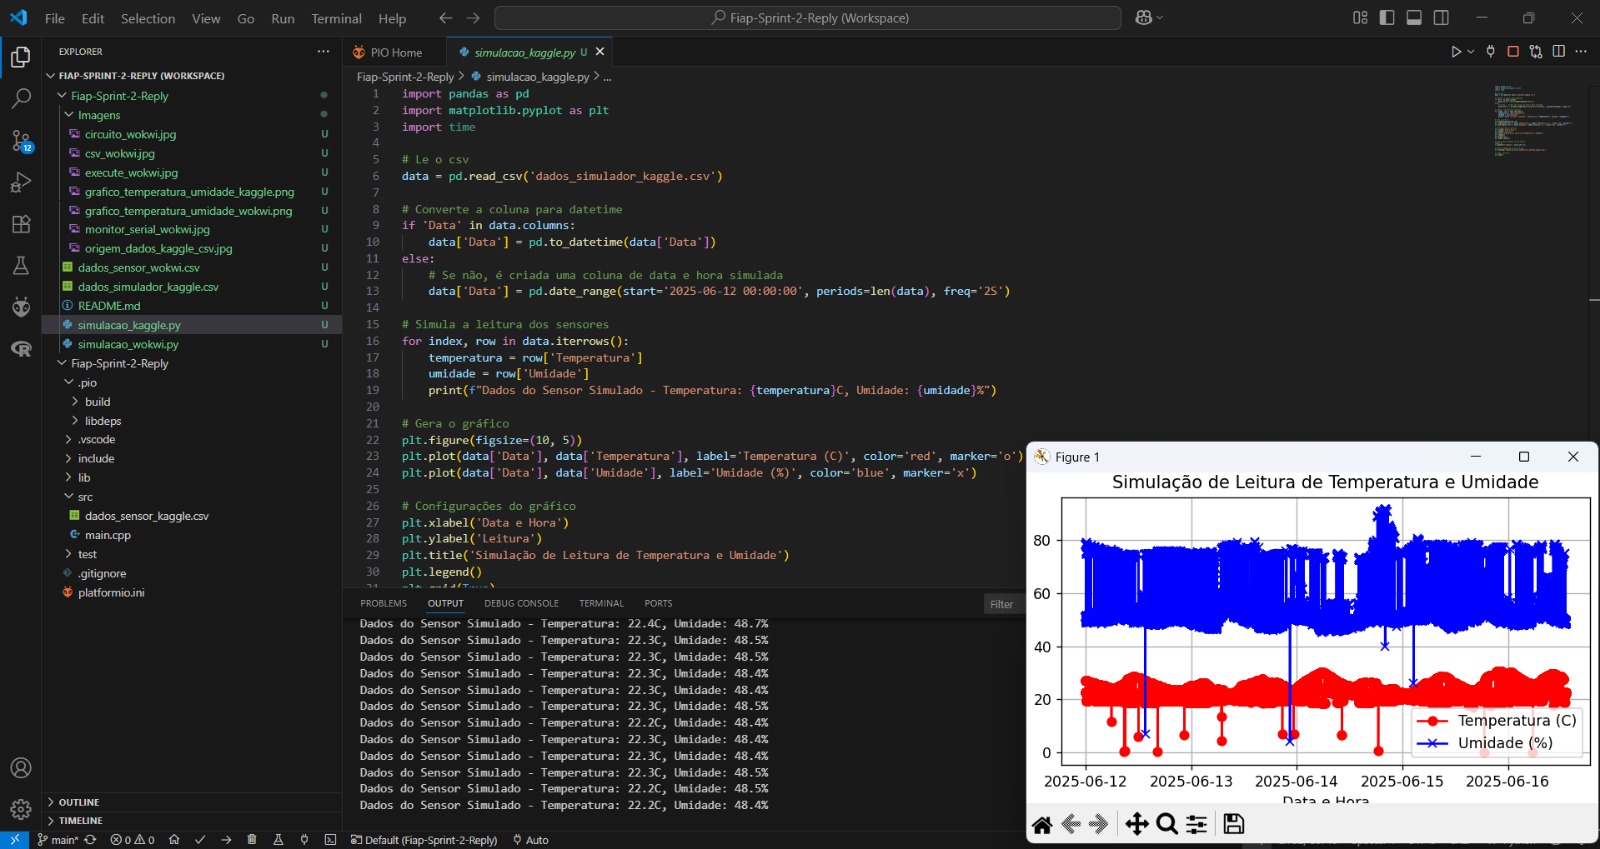 File Edit Selection View Go Run Terminal Help
Fiap-Sprint-2-Reply (Workspace)
EXPLORER
FIAP-SPRINT-2-REPLY (WORKSPACE)
Fiap-Sprint-2-Reply
Imagens
circuito_wokwi.jpg U
csv_wokwi.jpg U
execute_wokwi.jpg U
grafico_temperatura_umidade_kaggle.png U
grafico_temperatura_umidade_wokwi.png U
monitor_serial_wokwi.jpg U
origem_dados_kaggle_csv.jpg U
dados_sensor_wokwi.csv U
dados_simulador_kaggle.csv U
README.md U
simulacao_kaggle.py U
simulacao_wokwi.py U
Fiap-Sprint-2-Reply
.pio
build
libdeps
.vscode
include
lib
src
dados_sensor_kaggle.csv
main.cpp
test
.gitignore
platformio.ini
OUTLINE
TIMELINE
12
PIO Home
simulacao_kaggle.py U
Fiap-Sprint-2-Reply > simulacao_kaggle.py > ...
1 import pandas as pd
2 import matplotlib.pyplot as plt
3 import time
4
5 # Le o csv
6 data = pd.read_csv('dados_simulador_kaggle.csv')
7
8 # Converte a coluna para datetime
9 if 'Data' in data.columns:
10 data['Data'] = pd.to_datetime(data['Data'])
11 else:
12 # Se não, é criada uma coluna de data e hora simulada
13 data['Data'] = pd.date_range(start='2025-06-12 00:00:00', periods=len(data), freq='2S')
14
15 # Simula a leitura dos sensores
16 for index, row in data.iterrows():
17 temperatura = row['Temperatura']
18 umidade = row['Umidade']
19 print(f"Dados do Sensor Simulado - Temperatura: {temperatura}C, Umidade: {umidade}%")
20
21 # Gera o gráfico
22 plt.figure(figsize=(10, 5))
23 plt.plot(data['Data'], data['Temperatura'], label='Temperatura (C)', color='red', marker='o')
24 plt.plot(data['Data'], data['Umidade'], label='Umidade (%)', color='blue', marker='x')
25
26 # Configurações do gráfico
27 plt.xlabel('Data e Hora')
28 plt.ylabel('Leitura')
29 plt.title('Simulação de Leitura de Temperatura e Umidade')
30 plt.legend()
31 plt.grid(True)
PROBLEMS OUTPUT DEBUG CONSOLE TERMINAL PORTS
Filter
Dados do Sensor Simulado - Temperatura: 22.4C, Umidade: 48.7%
Dados do Sensor Simulado - Temperatura: 22.3C, Umidade: 48.5%
Dados do Sensor Simulado - Temperatura: 22.3C, Umidade: 48.5%
Dados do Sensor Simulado - Temperatura: 22.3C, Umidade: 48.4%
Dados do Sensor Simulado - Temperatura: 22.3C, Umidade: 48.4%
Dados do Sensor Simulado - Temperatura: 22.3C, Umidade: 48.5%
Dados do Sensor Simulado - Temperatura: 22.2C, Umidade: 48.4%
Dados do Sensor Simulado - Temperatura: 22.3C, Umidade: 48.4%
Dados do Sensor Simulado - Temperatura: 22.3C, Umidade: 48.4%
Dados do Sensor Simulado - Temperatura: 22.3C, Umidade: 48.5%
Dados do Sensor Simulado - Temperatura: 22.2C, Umidade: 48.5%
Dados do Sensor Simulado - Temperatura: 22.2C, Umidade: 48.4%
Figure 1
Simulação de Leitura de Temperatura e Umidade
80
60
40
20
0
Temperatura (C)
Umidade (%)
2025-06-12 2025-06-13 2025-06-14 2025-06-15 2025-06-16
Data e Hora
main* 0 0 Default (Fiap-Sprint-2-Reply) Auto